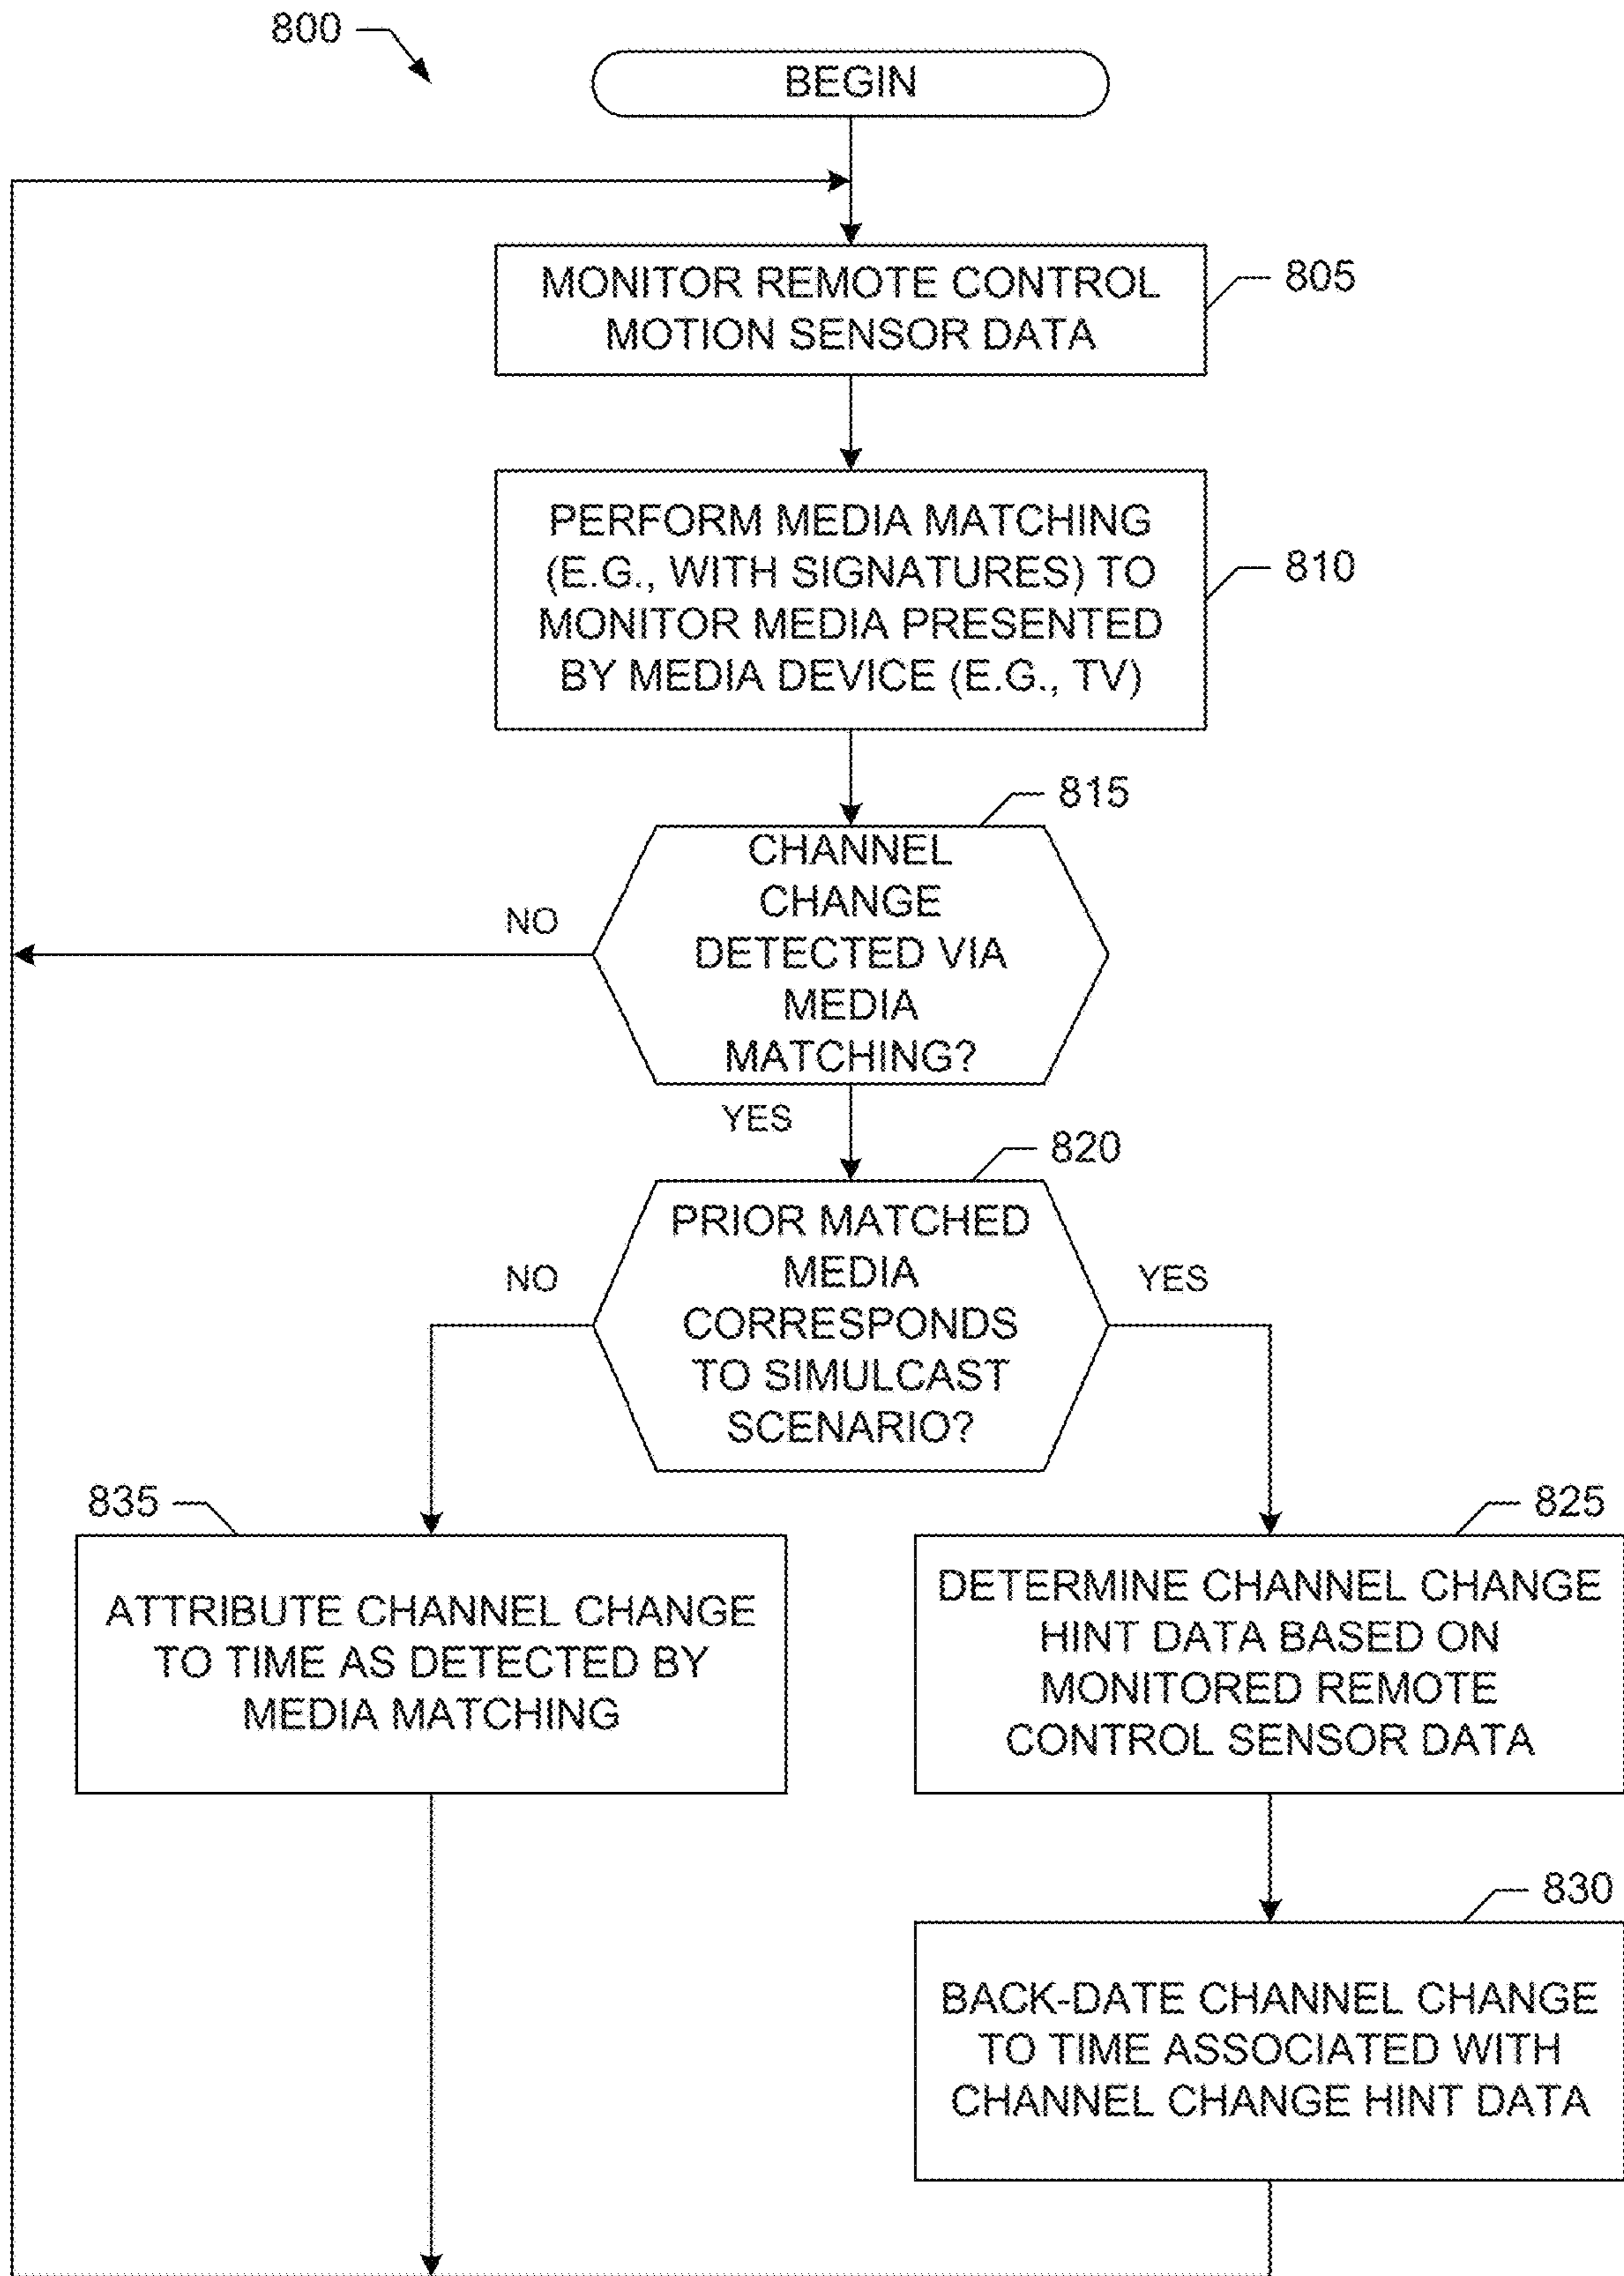 800
BEGIN
MONITOR REMOTE CONTROL
MOTION SENSOR DATA
805
PERFORM MEDIA MATCHING
(E.G., WITH SIGNATURES) TO
MONITOR MEDIA PRESENTED
BY MEDIA DEVICE (E.G., TV)
810
815
CHANNEL
CHANGE
DETECTED VIA
MEDIA
MATCHING?
NO
YES
820
PRIOR MATCHED
MEDIA
CORRESPONDS
TO SIMULCAST
SCENARIO?
NO
YES
835
ATTRIBUTE CHANNEL CHANGE
TO TIME AS DETECTED BY
MEDIA MATCHING
825
DETERMINE CHANNEL CHANGE
HINT DATA BASED ON
MONITORED REMOTE
CONTROL SENSOR DATA
830
BACK-DATE CHANNEL CHANGE
TO TIME ASSOCIATED WITH
CHANNEL CHANGE HINT DATA